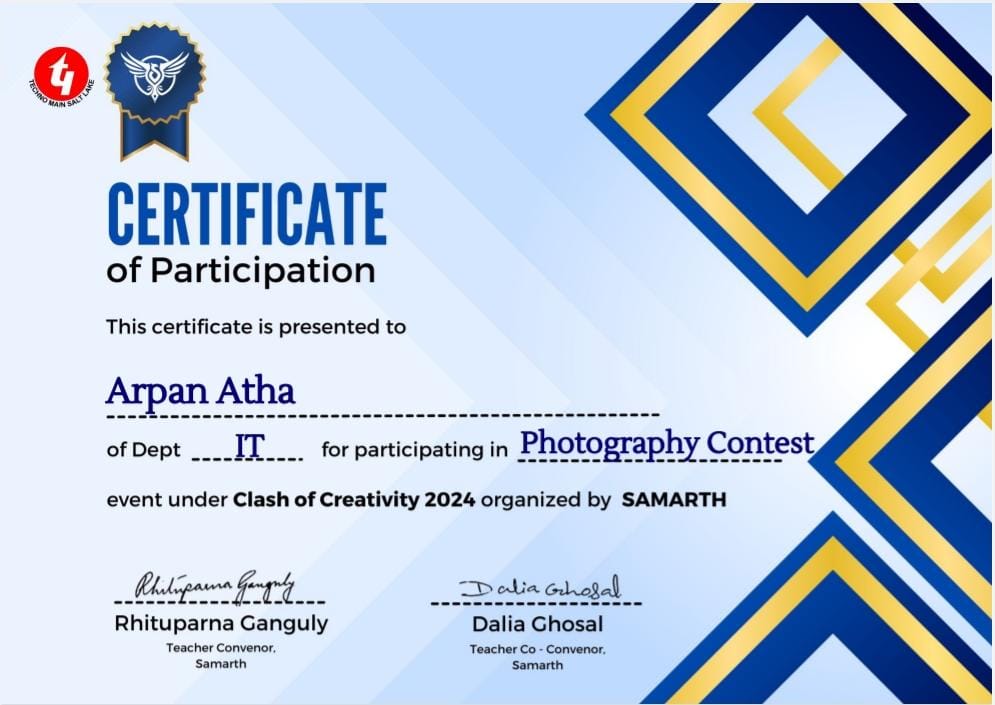 TECHNO MAIN SALT LAKE
CERTIFICATE
of Participation
This certificate is presented to
Arpan Atha
of Dept IT for participating in Photography Contest
event under Clash of Creativity 2024 organized by SAMARTH
Rhituparna Ganguly Dalia Ghosal
Rhituparna Ganguly Dalia Ghosal
Teacher Convenor, Teacher Co - Convenor,
Samarth Samarth